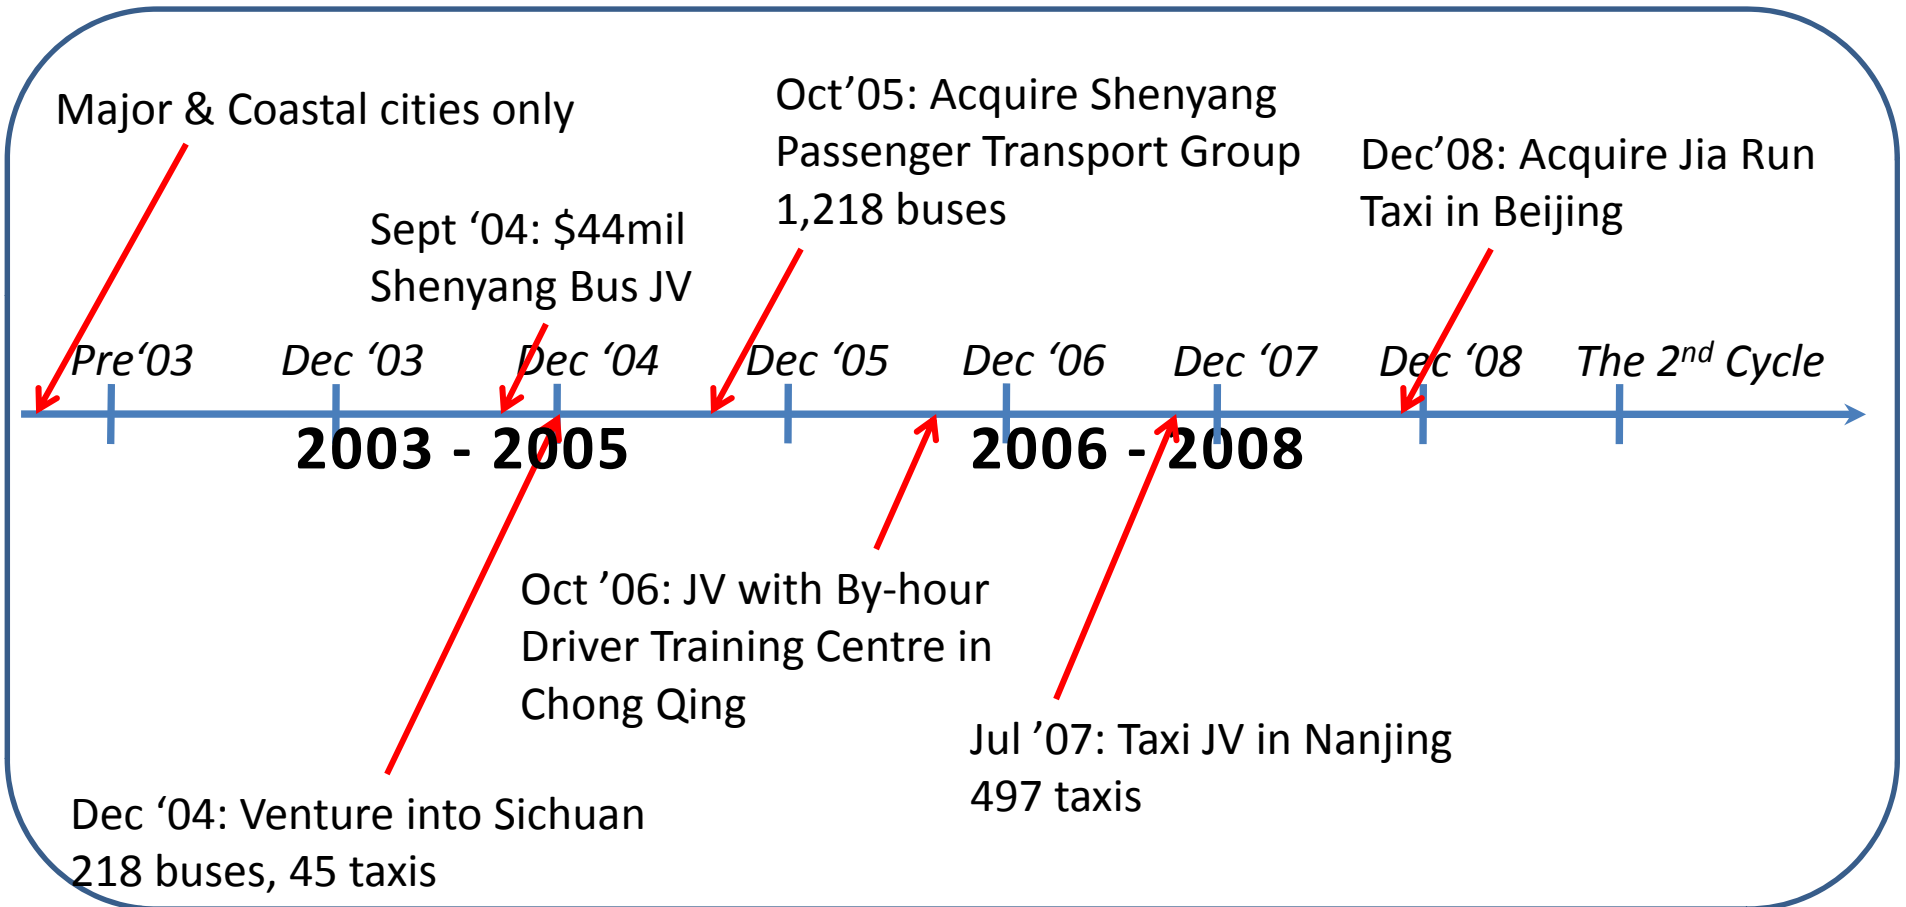 Major & Coastal cities only
Oct’05: Acquire Shenyang
Passenger Transport Group
1,218 buses
Dec’08: Acquire Jia Run
Taxi in Beijing
Sept ‘04: $44mil
Shenyang Bus JV
Pre‘03
Dec ‘03
Dec ‘04
Dec ‘05
Dec ‘06
Dec ‘07
Dec ‘08
The 2nd Cycle
2003 - 2005
2006 - 2008
Oct ’06: JV with By-hour
Driver Training Centre in
Chong Qing
Jul ’07: Taxi JV in Nanjing
497 taxis
Dec ‘04: Venture into Sichuan
218 buses, 45 taxis